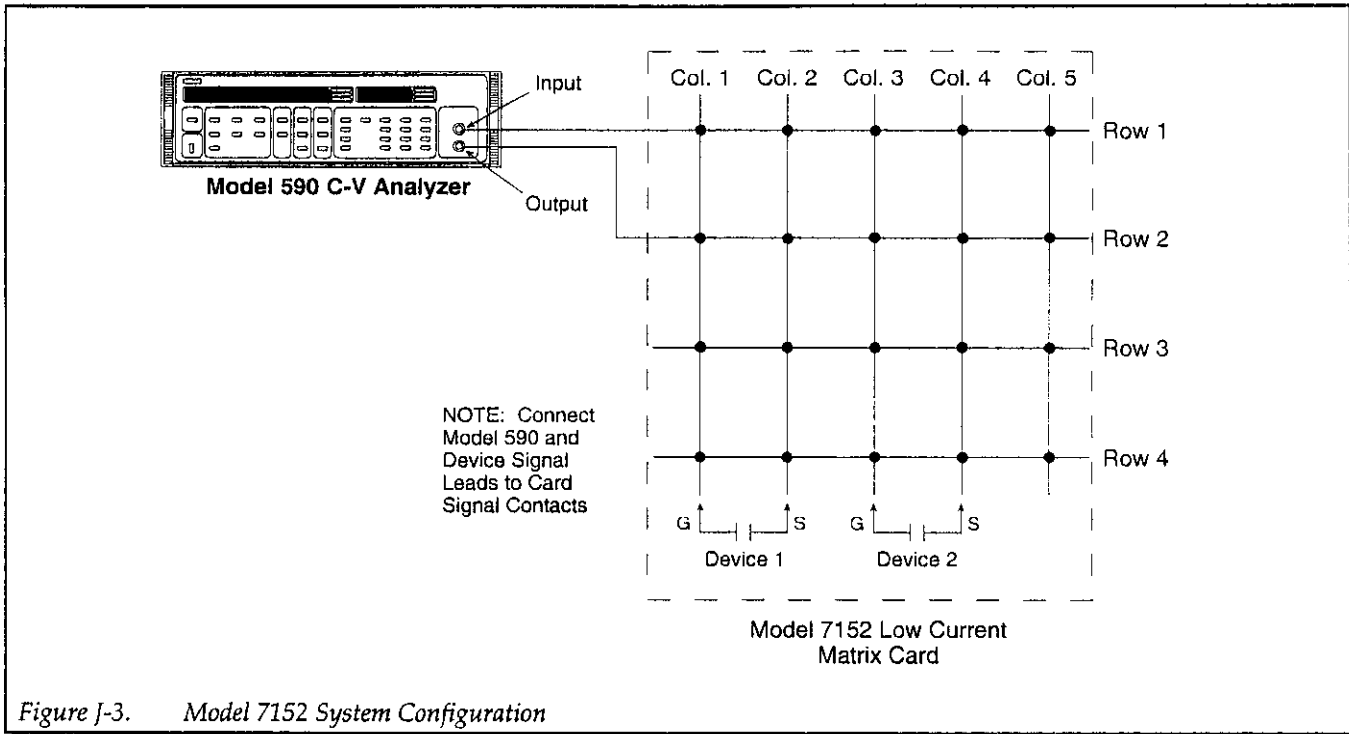 Input
Model 590 C-V Analyzer
Output
Col. 1 Col. 2 Col. 3 Col. 4 Col. 5
Row 1
Row 2
Row 3
Row 4
NOTE: Connect
Model 590 and
Device Signal
Leads to Card
Signal Contacts
G S G S
Device 1 Device 2
Model 7152 Low Current
Matrix Card
Figure J-3. Model 7152 System Configuration